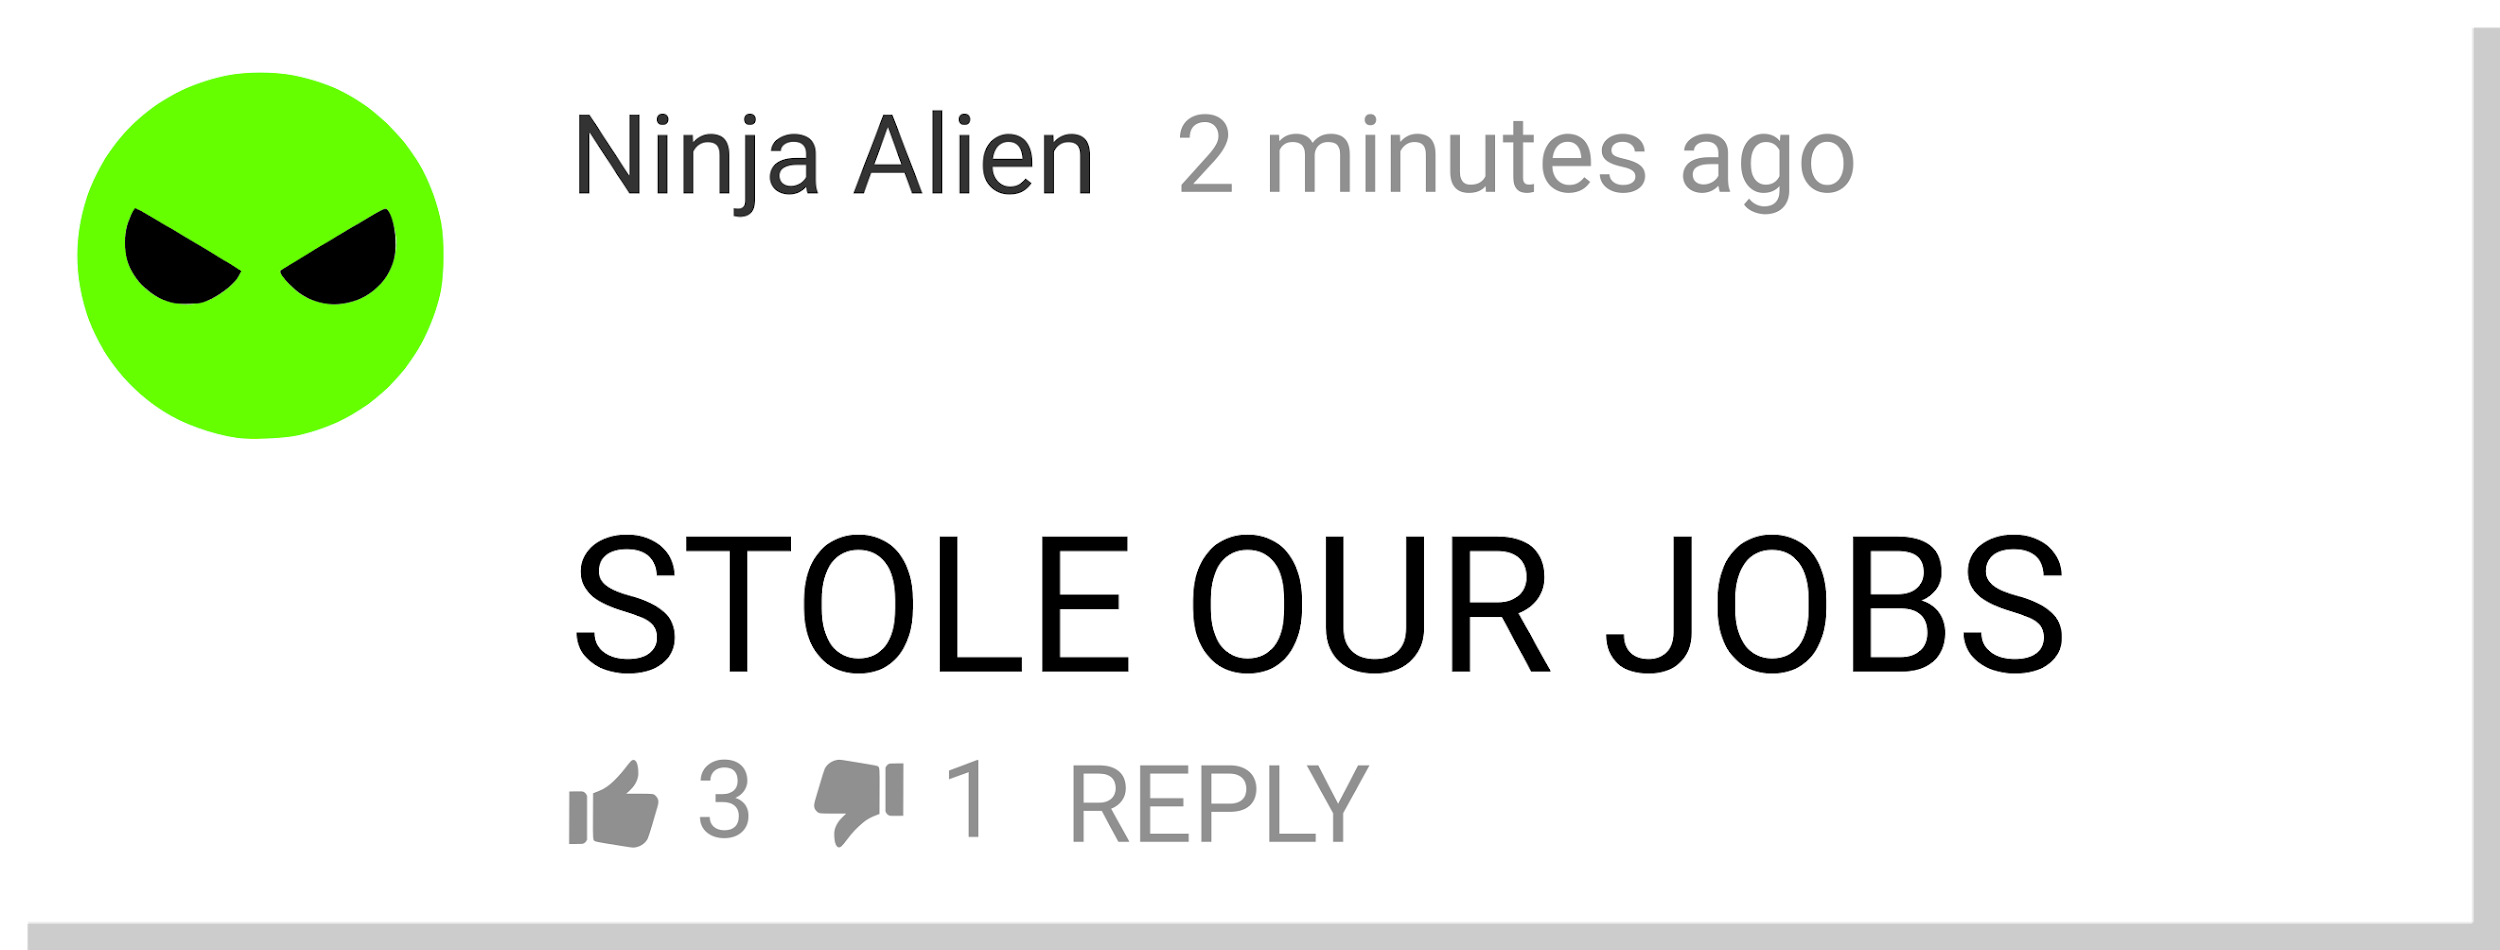 Ninja Alien 2 minutes ago
STOLE OUR JOBS
3 1 REPLY